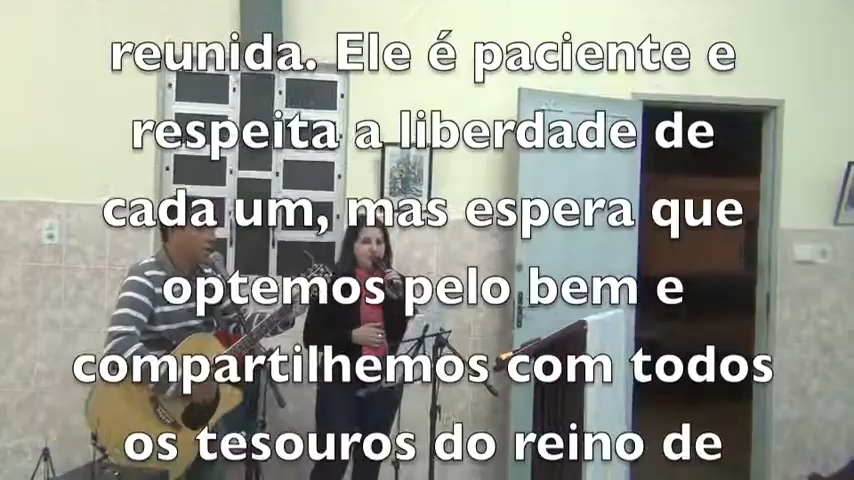 reunida. Ele é paciente e
respeita a liberdade de
cada um, mas espera que
optemos pelo bem e
compartilhemos com todos
os tesouros do reino de